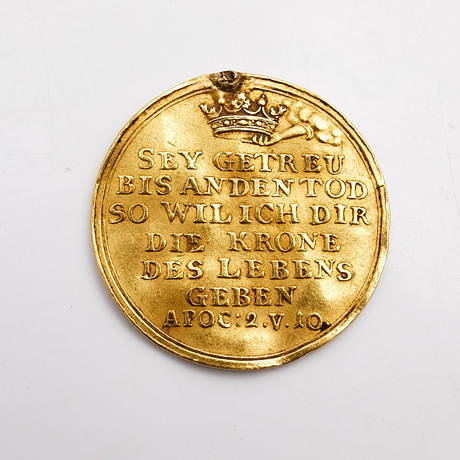 SEY GETREU
BIS AN DEN TOD
SO WIL ICH DIR
DIE KRONE
DES LEBENS
GEBEN
APOC: 2. V. 10.